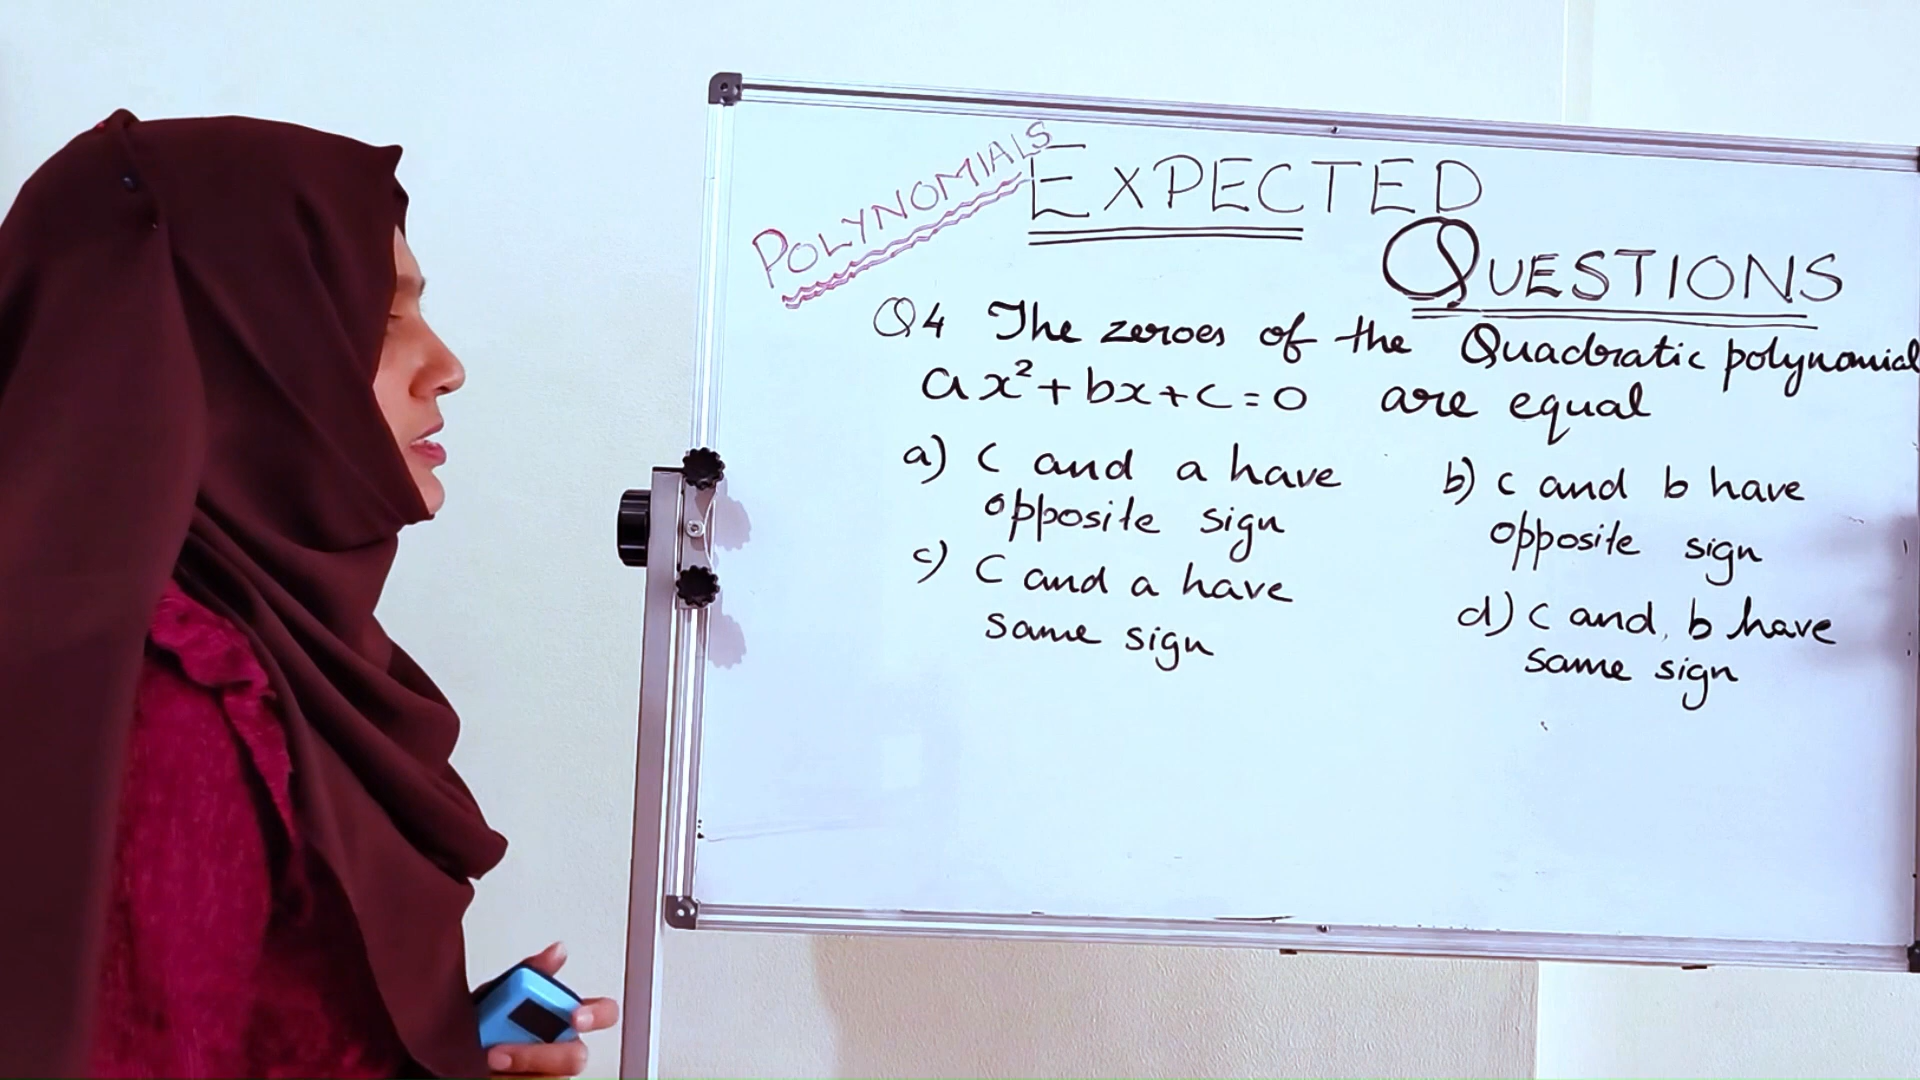 POLYNOMIALS
EXPECTED
QUESTIONS
Q4 The zeroes of the Quadratic polynomial
ax²+bx+c=0 are equal
a) c and a have
opposite sign
b) c and b have
opposite sign
c) c and a have
same sign
d) c and b have
same sign